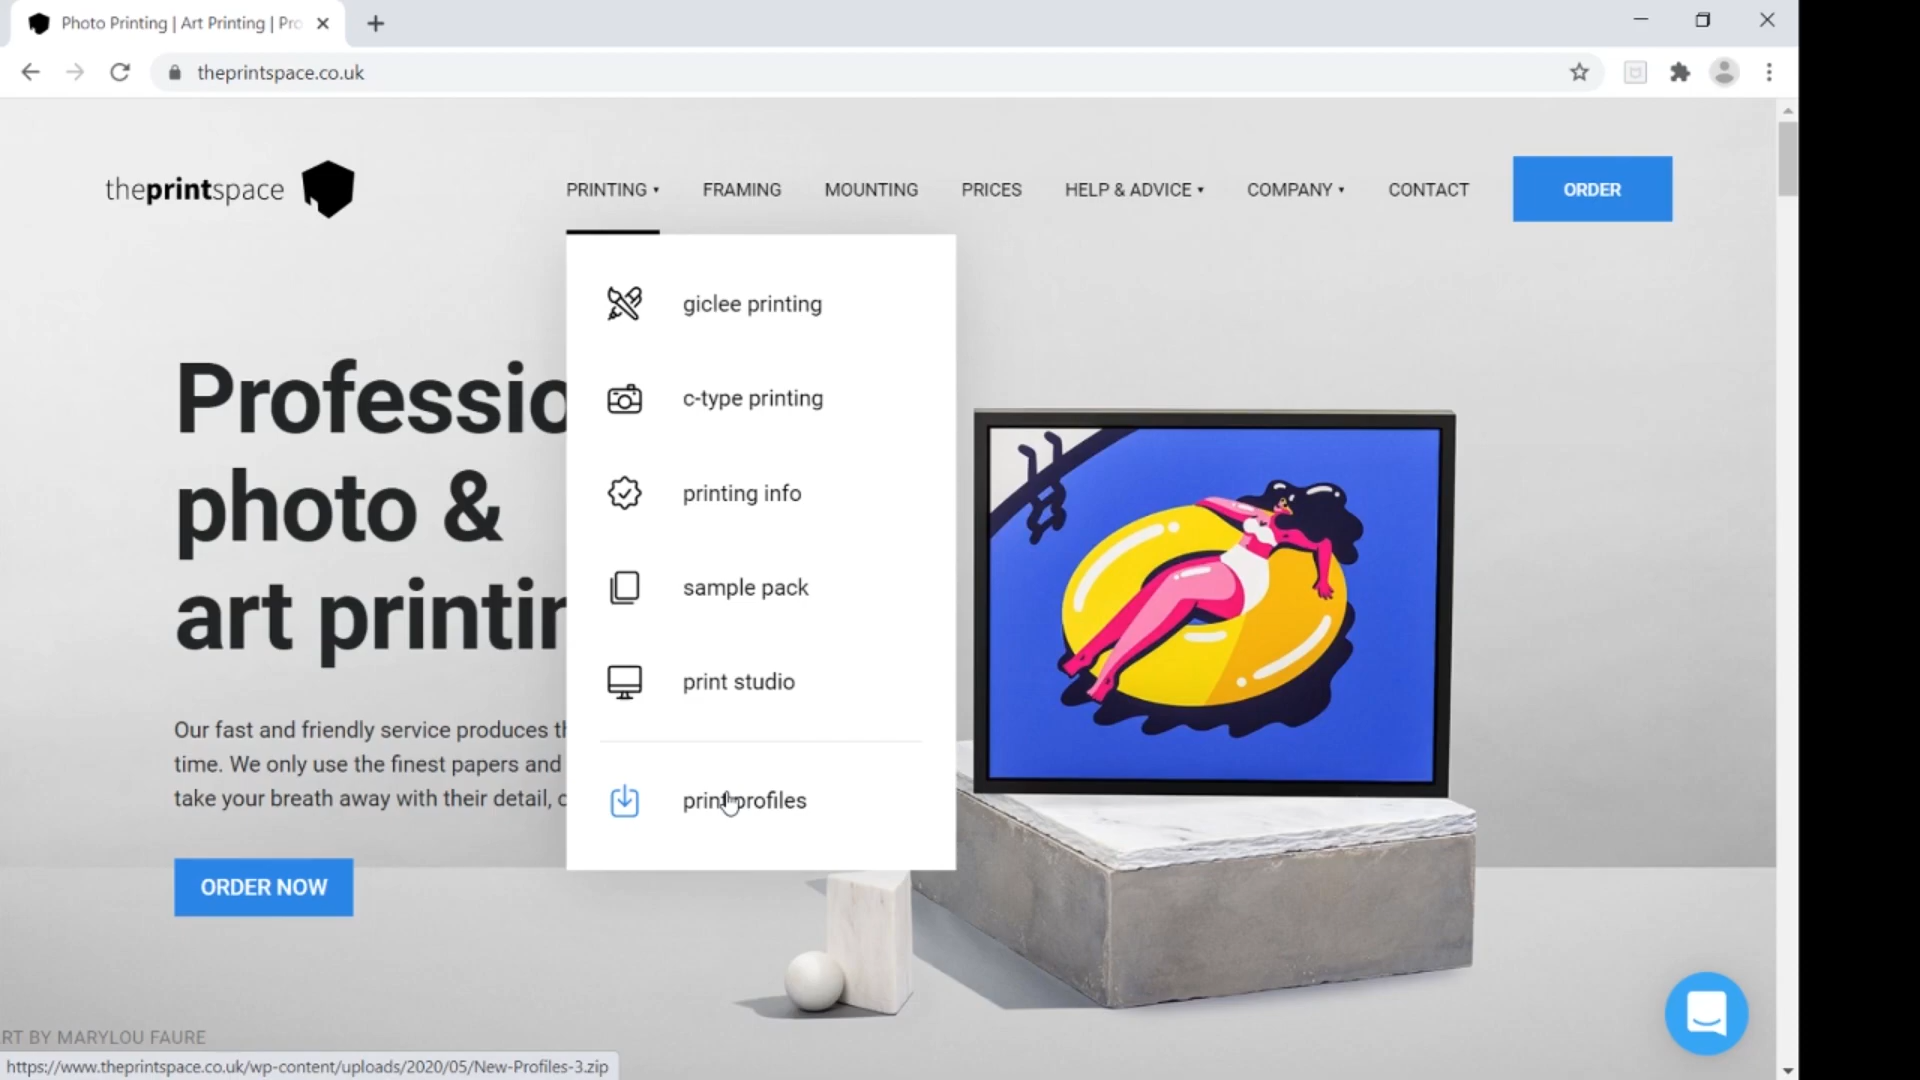 Photo Printing | Art Printing | Pro
theprintspace.co.uk
theprintspace
PRINTING
FRAMING
MOUNTING
PRICES
HELP & ADVICE
COMPANY
CONTACT
ORDER
giclee printing
c-type printing
printing info
sample pack
print studio
print profiles
Professio
photo &
art printin
Our fast and friendly service produces th
time. We only use the finest papers and
take your breath away with their detail, c
ORDER NOW
RT BY MARYLOU FAURE
https://www.theprintspace.co.uk/wp-content/uploads/2020/05/New-Profiles-3.zip